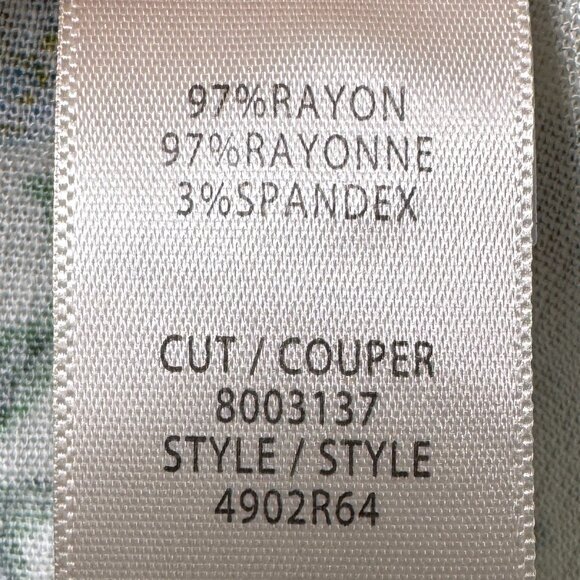 97%RAYON
97%RAYONNE
3%SPANDEX
CUT / COUPER
8003137
STYLE / STYLE
4902R64